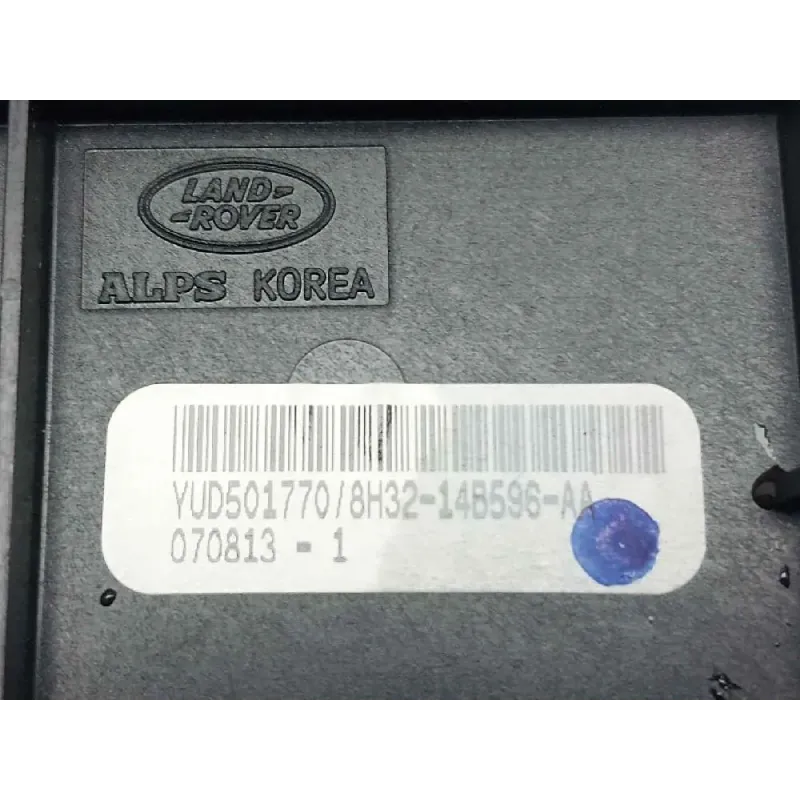 LAND-
-ROVER
ALPS KOREA
YUD501770/8H32-14B596-AA
070813 - 1